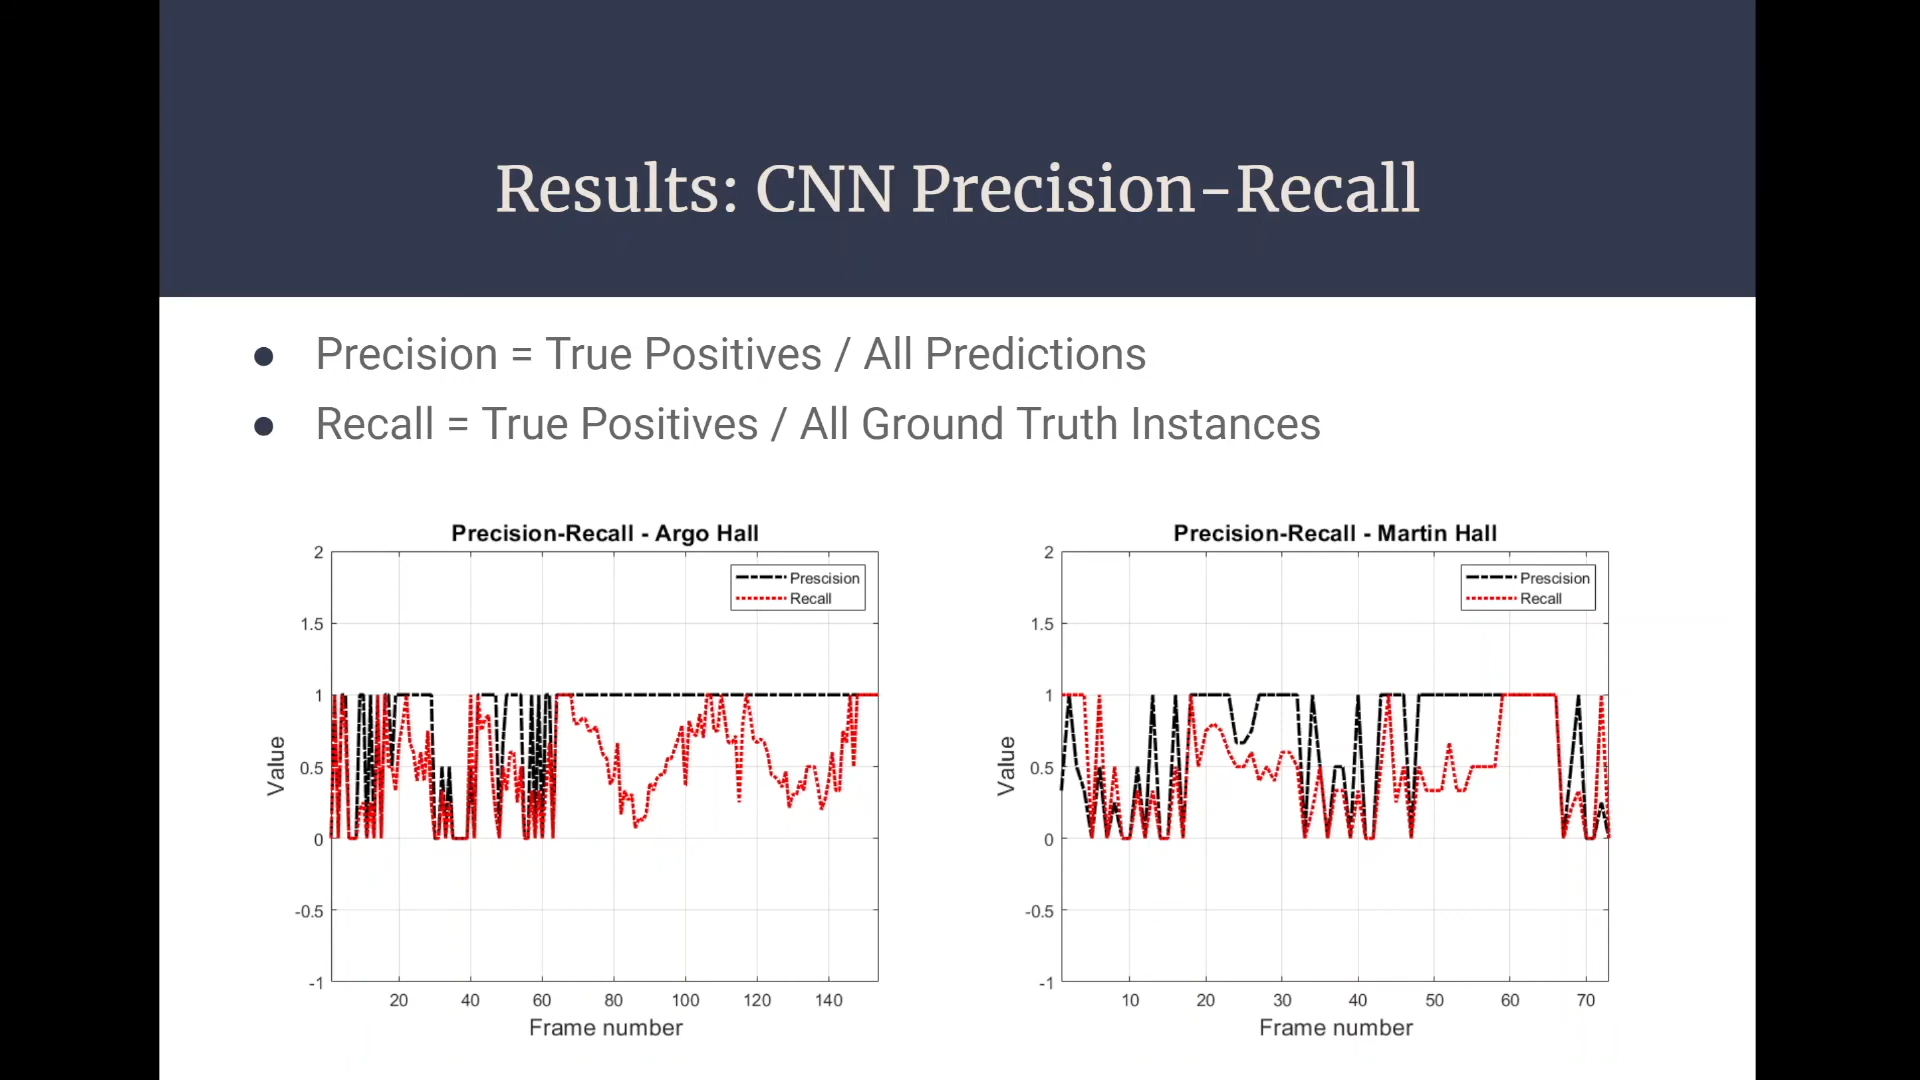 Results: CNN Precision-Recall
● Precision = True Positives / All Predictions
● Recall = True Positives / All Ground Truth Instances
Precision-Recall - Argo Hall
2
1.5
1
0.5
0
-0.5
-1
Value
Prescision
Recall
20 40 60 80 100 120 140
Frame number
Precision-Recall - Martin Hall
2
1.5
1
0.5
0
-0.5
-1
Value
Prescision
Recall
10 20 30 40 50 60 70
Frame number